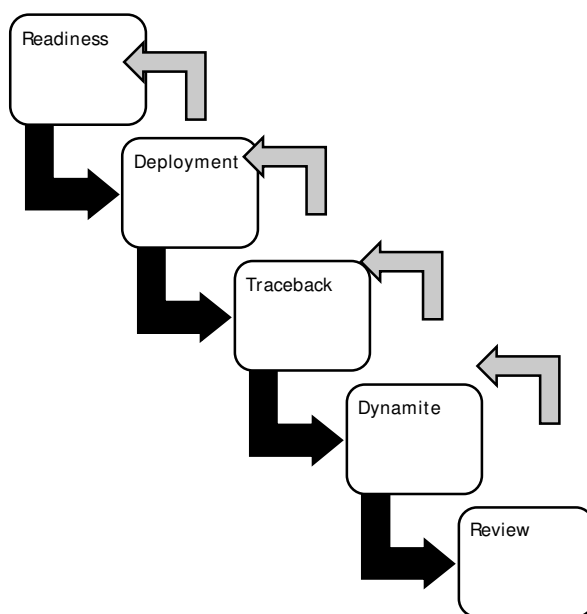 Readiness
Deployment
Traceback
Dynamite
Review